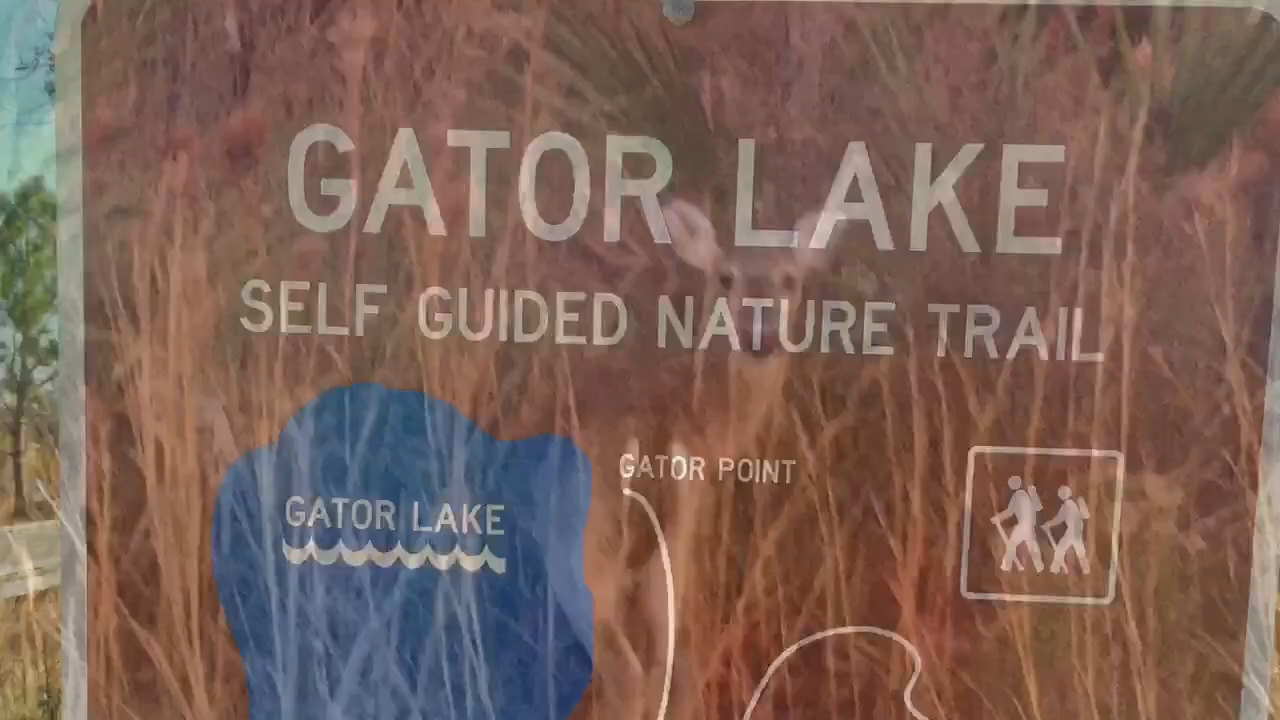 GATOR LAKE
SELF GUIDED NATURE TRAIL
GATOR POINT
GATOR LAKE